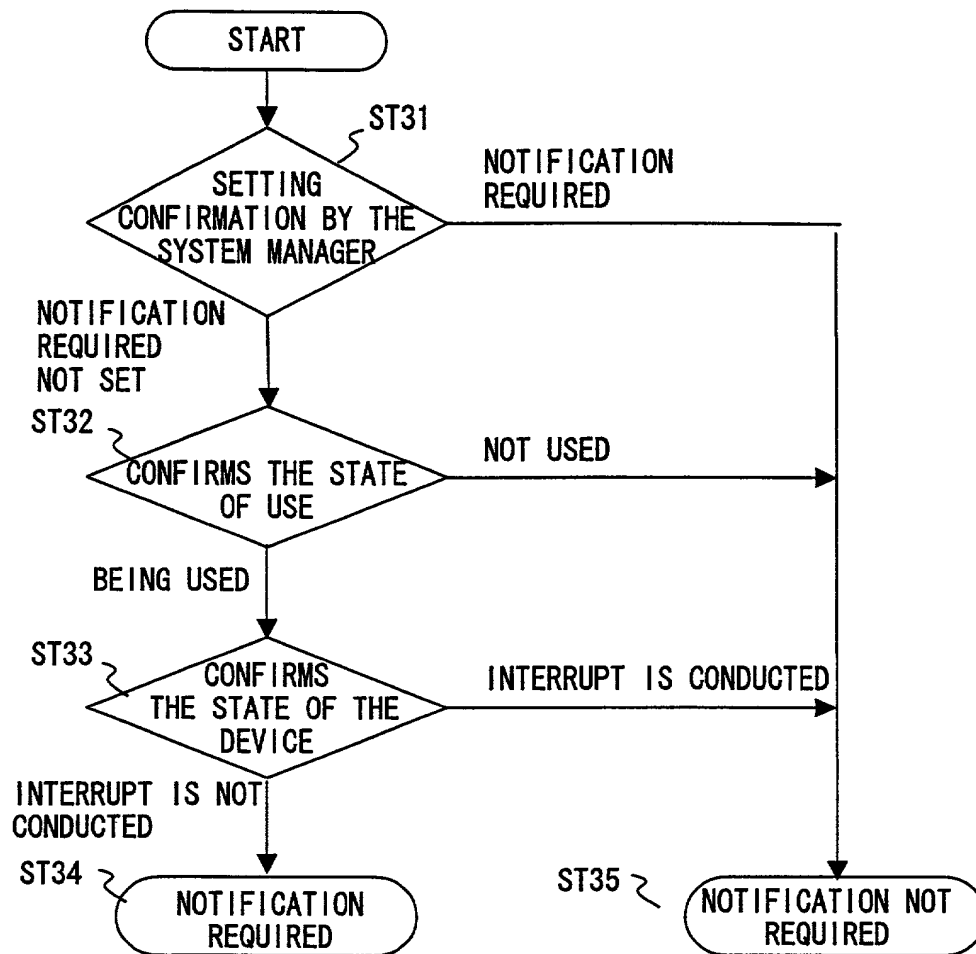 START
ST31
SETTING
CONFIRMATION BY THE
SYSTEM MANAGER
NOTIFICATION
REQUIRED
NOTIFICATION
REQUIRED
NOT SET
ST32
CONFIRMS THE STATE
OF USE
NOT USED
BEING USED
ST33
CONFIRMS
THE STATE OF THE
DEVICE
INTERRUPT IS CONDUCTED
INTERRUPT IS NOT
CONDUCTED
ST34
NOTIFICATION
REQUIRED
ST35
NOTIFICATION NOT
REQUIRED